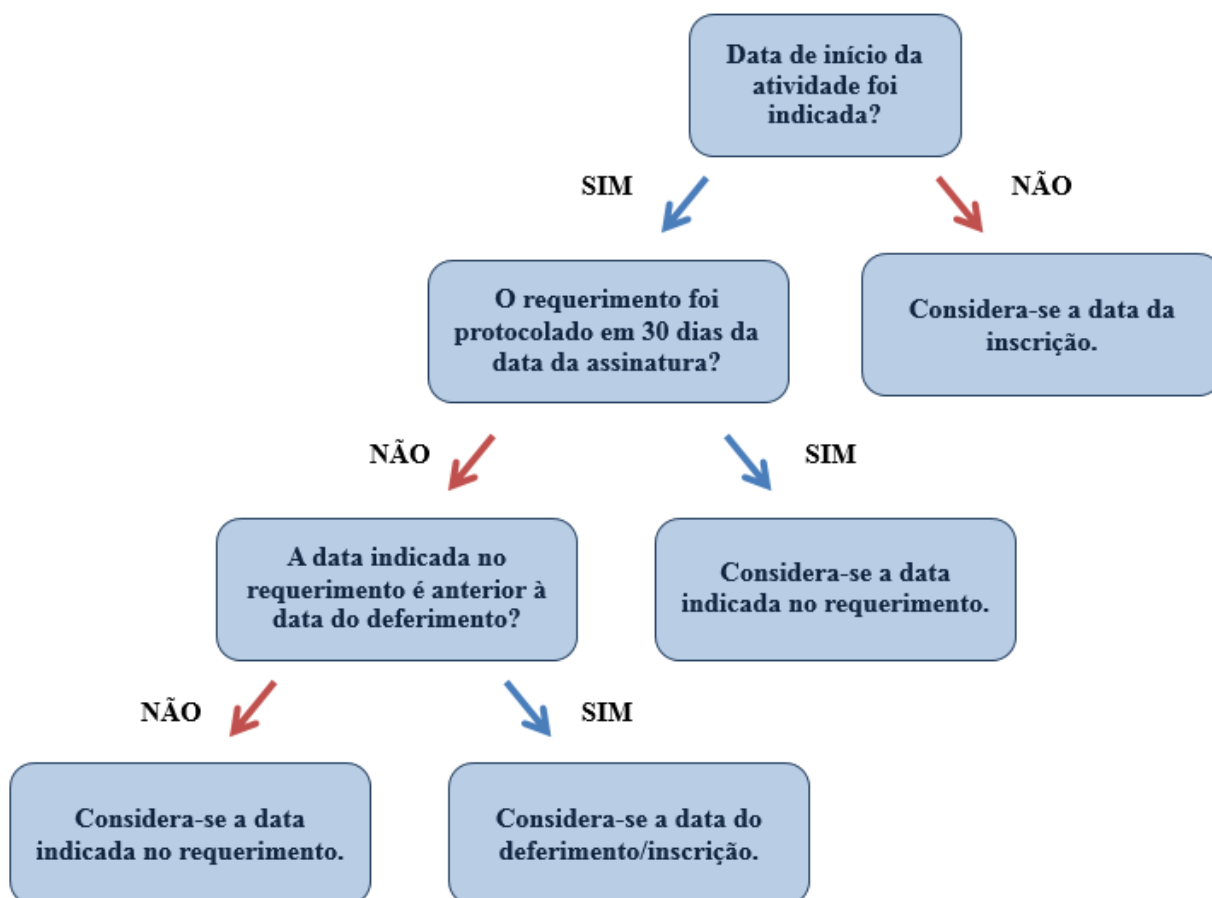 Data de início da
atividade foi
indicada?
SIM
NÃO
O requerimento foi
protocolado em 30 dias da
data da assinatura?
Considera-se a data da
inscrição.
NÃO
SIM
A data indicada no
requerimento é anterior à
data do deferimento?
Considera-se a data
indicada no requerimento.
NÃO
SIM
Considera-se a data
indicada no requerimento.
Considera-se a data do
deferimento/inscrição.